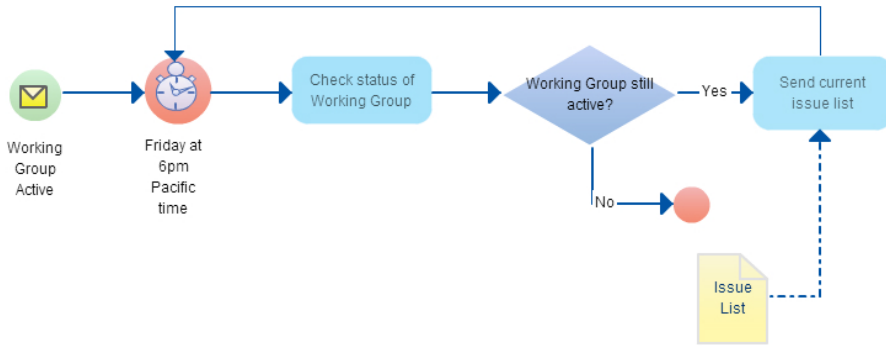 Working
Group
Active
Friday at
6pm
Pacific
time
Check status of
Working Group
Working Group still
active?
Yes
No
Send current
issue list
Issue
List